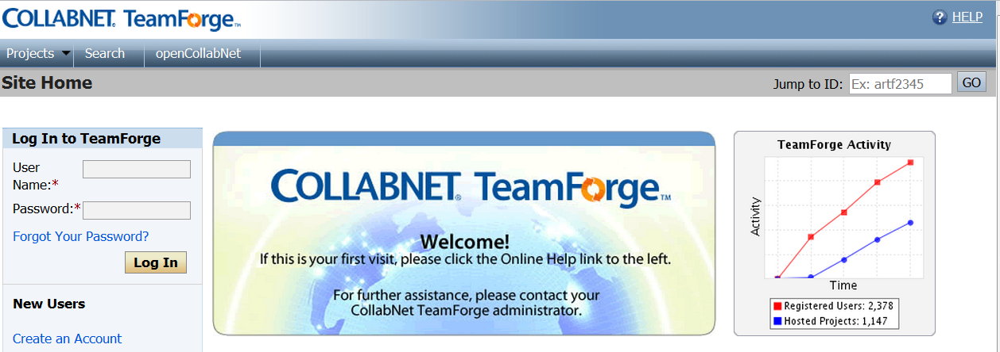 COLLABNET® TeamForge™
? HELP
Projects
Search
openCollabNet
Site Home
Jump to ID:
Ex: artf2345
GO
Log In to TeamForge
User
Name:*
Password:*
Forgot Your Password?
Log In
New Users
Create an Account
COLLABNET® TeamForge™
Welcome!
If this is your first visit, please click the Online Help link to the left.
For further assistance, please contact your
CollabNet TeamForge administrator.
TeamForge Activity
Activity
Time
Registered Users: 2,378
Hosted Projects: 1,147